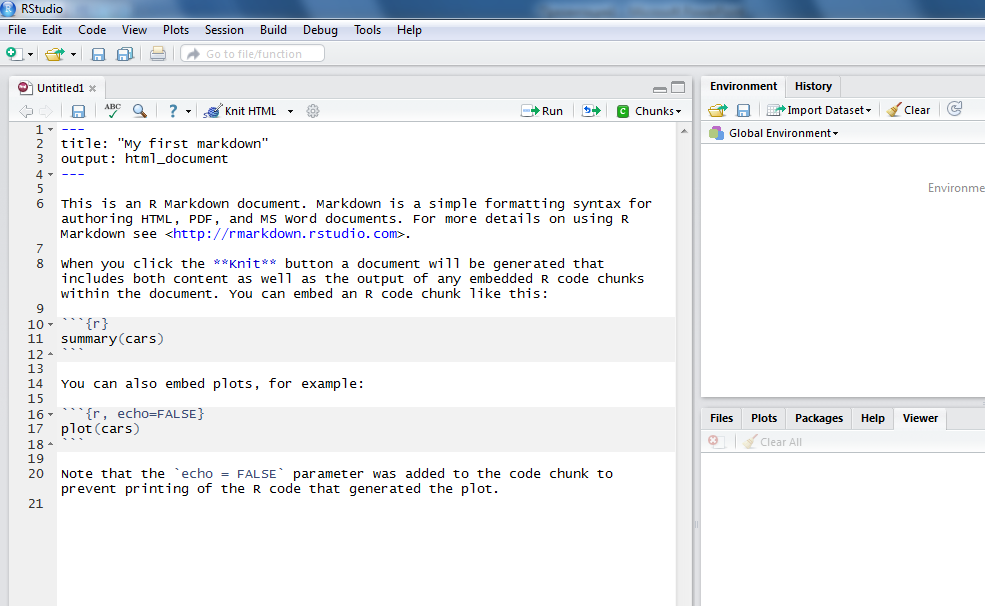 RStudio
File Edit Code View Plots Session Build Debug Tools Help
Go to file/function
Untitled1
ABC
? Knit HTML Run C Chunks
1 ---
2 title: "My first markdown"
3 output: html_document
4 ---
5
6 This is an R Markdown document. Markdown is a simple formatting syntax for
authoring HTML, PDF, and MS Word documents. For more details on using R
Markdown see <http://rmarkdown.rstudio.com>.
7
8 When you click the **Knit** button a document will be generated that
includes both content as well as the output of any embedded R code chunks
within the document. You can embed an R code chunk like this:
9
10 ```{r}
11 summary(cars)
12 ```
13
14 You can also embed plots, for example:
15
16 ```{r, echo=FALSE}
17 plot(cars)
18 ```
19
20 Note that the `echo = FALSE` parameter was added to the code chunk to
prevent printing of the R code that generated the plot.
21
Environment History
Import Dataset Clear
Global Environment
Environme
Files Plots Packages Help Viewer
Clear All